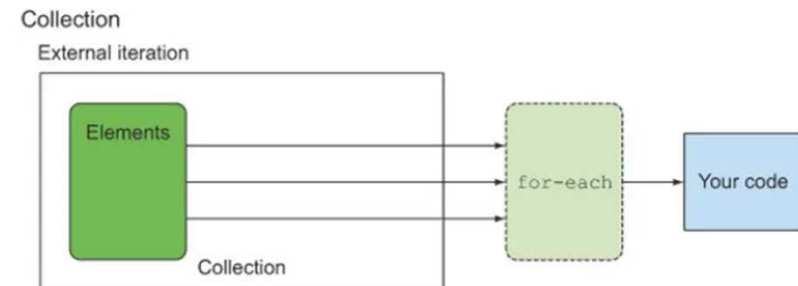 Collection
External iteration
Elements
for-each
Your code
Collection